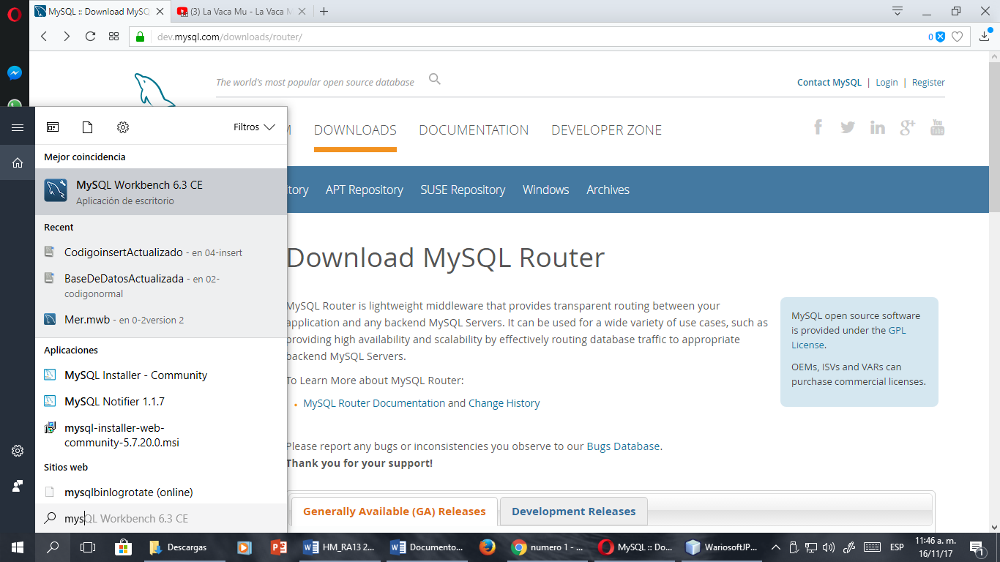 MySQL :: Download MySQL
(3) La Vaca Mu - La Vaca M
dev.mysql.com/downloads/router/
0
The world's most popular open source database
Contact MySQL | Login | Register
M
DOWNLOADS
DOCUMENTATION
DEVELOPER ZONE
You Tube
tory
APT Repository
SUSE Repository
Windows
Archives
Filtros
Mejor coincidencia
MySQL Workbench 6.3 CE
Aplicación de escritorio
Recent
CodigoinsertActualizado - en 04-insert
BaseDeDatosActualizada - en 02-
codigonormal
Mer.mwb - en 0-2version 2
Aplicaciones
MySQL Installer - Community
MySQL Notifier 1.1.7
mysql-installer-web-
community-5.7.20.0.msi
Sitios web
mysqlbinlogrotate (online)
mysQL Workbench 6.3 CE
Download MySQL Router
MySQL Router is lightweight middleware that provides transparent routing between your
application and any backend MySQL Servers. It can be used for a wide variety of use cases, such as
providing high availability and scalability by effectively routing database traffic to appropriate
backend MySQL Servers.
To Learn More about MySQL Router:
MySQL Router Documentation and Change History
Please report any bugs or inconsistencies you observe to our Bugs Database.
Thank you for your support!
MySQL open source software
is provided under the GPL
License.
OEMs, ISVs and VARs can
purchase commercial licenses.
Generally Available (GA) Releases
Development Releases
Descargas
HM_RA13 2...
Documento...
numero 1 - ...
MySQL :: Do...
WariosoftJP...
ESP
11:46 a. m.
16/11/17
1